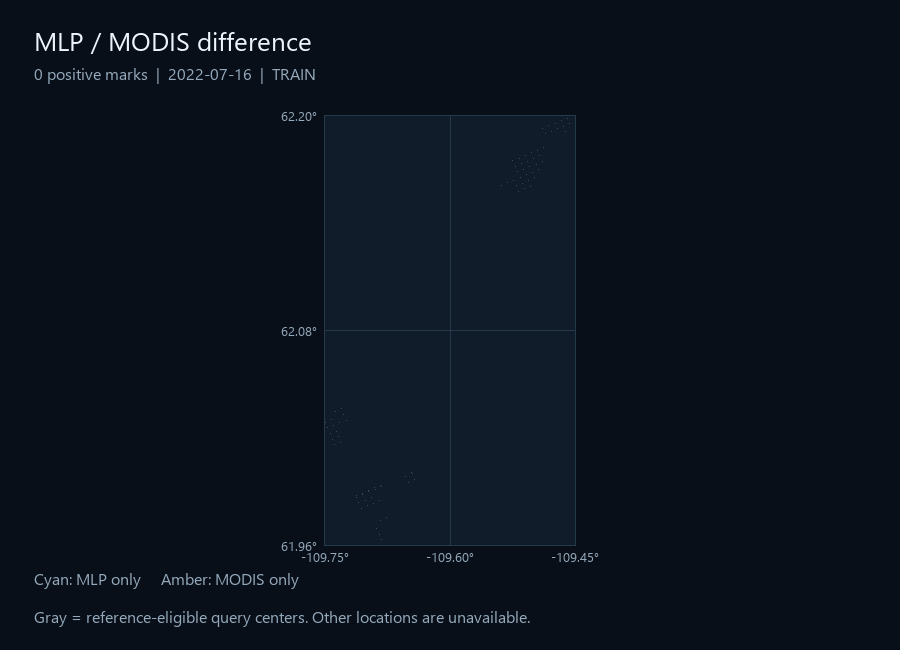 MLP / MODIS difference
0 positive marks | 2022-07-16 | TRAIN
62.20°
62.08°
61.96°
-109.75° -109.60° -109.45°
Cyan: MLP only Amber: MODIS only
Gray = reference-eligible query centers. Other locations are unavailable.